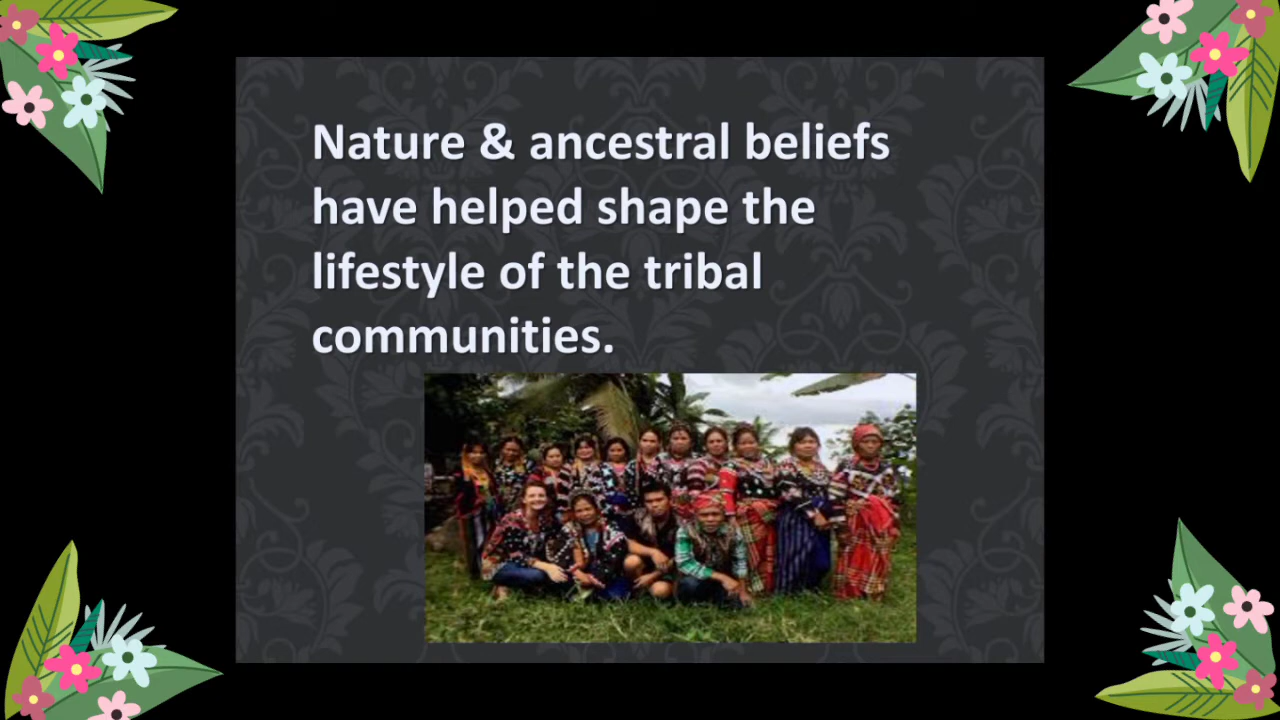 Nature & ancestral beliefs
have helped shape the
lifestyle of the tribal
communities.